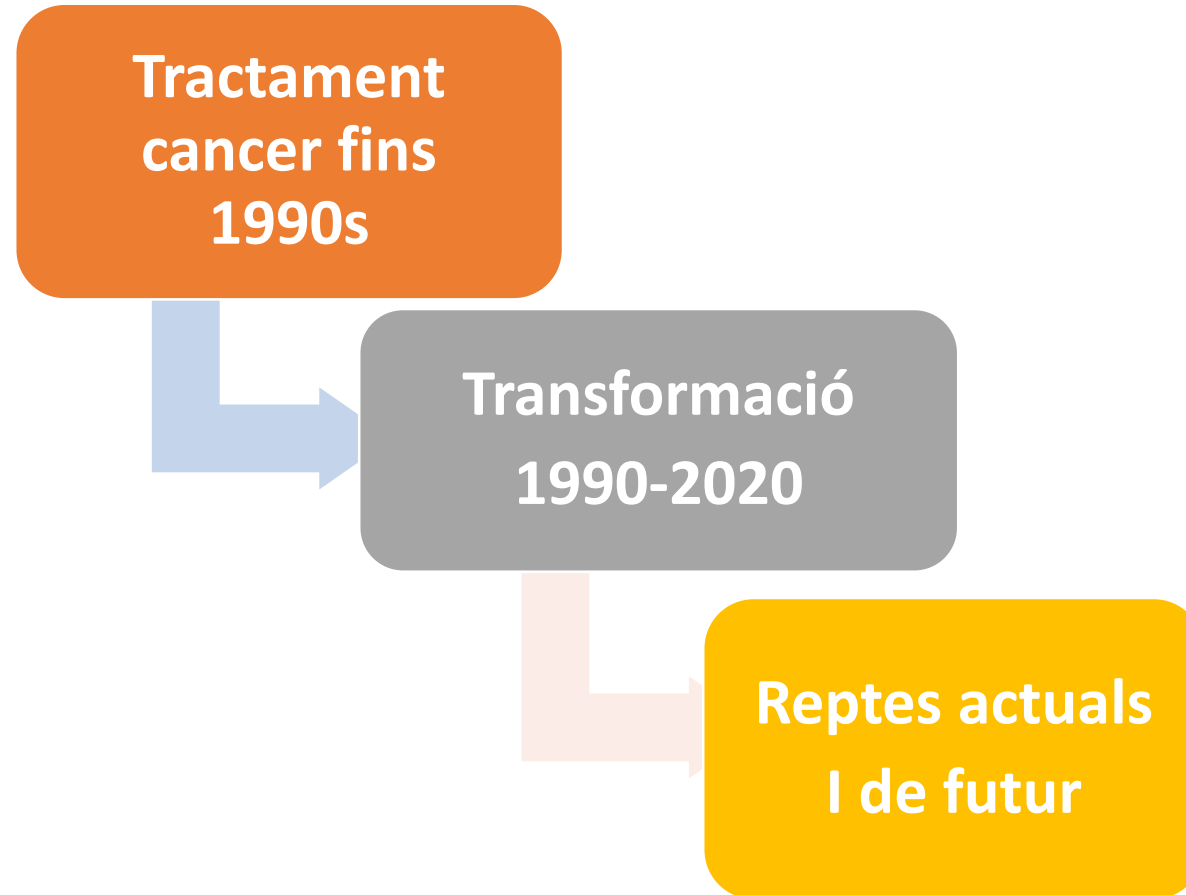 Tractament
cancer fins
1990s
Transformació
1990-2020
Reptes actuals
I de futur